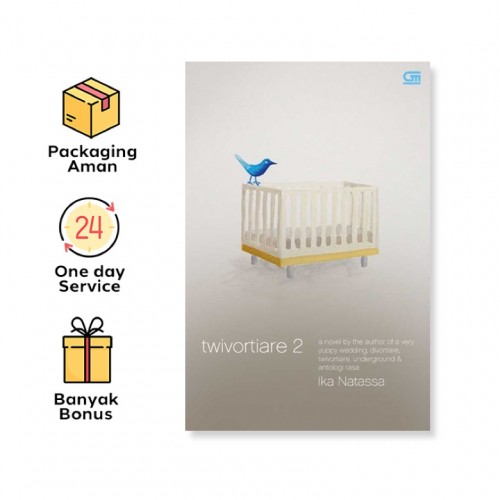 Packaging
Aman
24
One day
Service
Banyak
Bonus
GM
twivortiare 2
a novel by the author of a very
yuppy wedding, divortiare,
twivortiare, underground &
antologi rasa
Ika Natassa